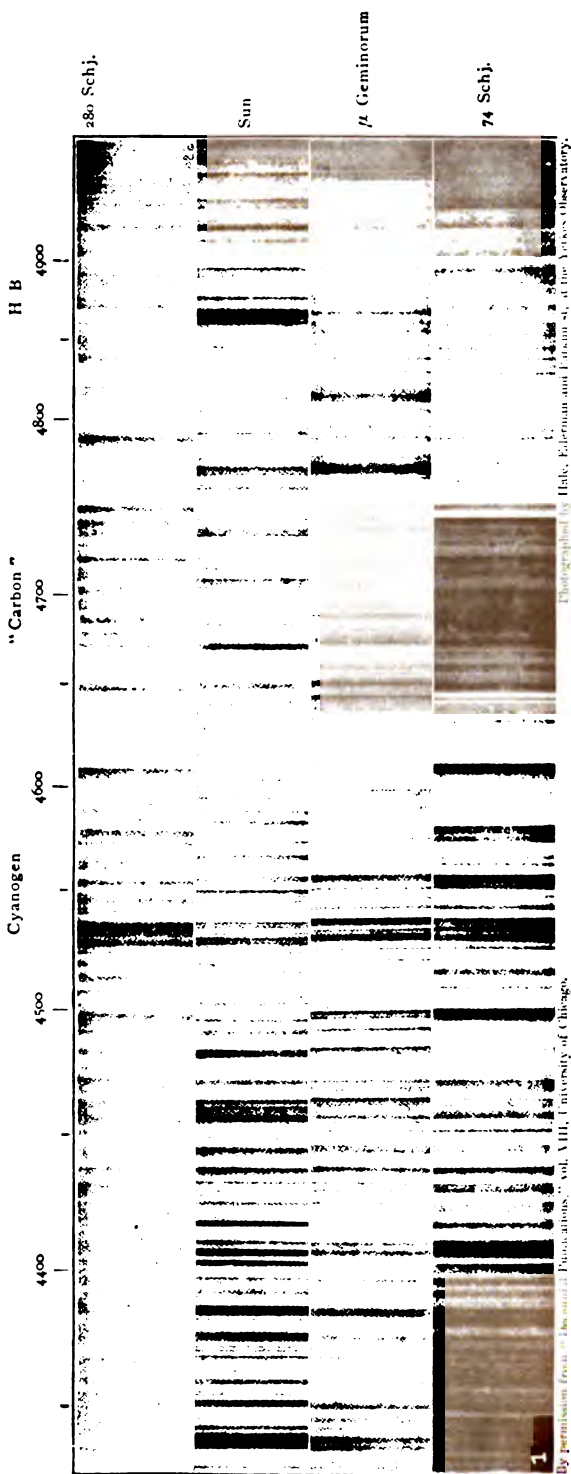 Cyanogen "Carbon" H B
4400 4500 4600 4700 4800 4900
280 Schj.
Sun
μ Geminorum
74 Schj.
1
By permission from "Decennial Publications," vol. VIII, University of Chicago.
Photographed by Hale, Ellerman and Parkhurst, at the Yerkes Observatory.